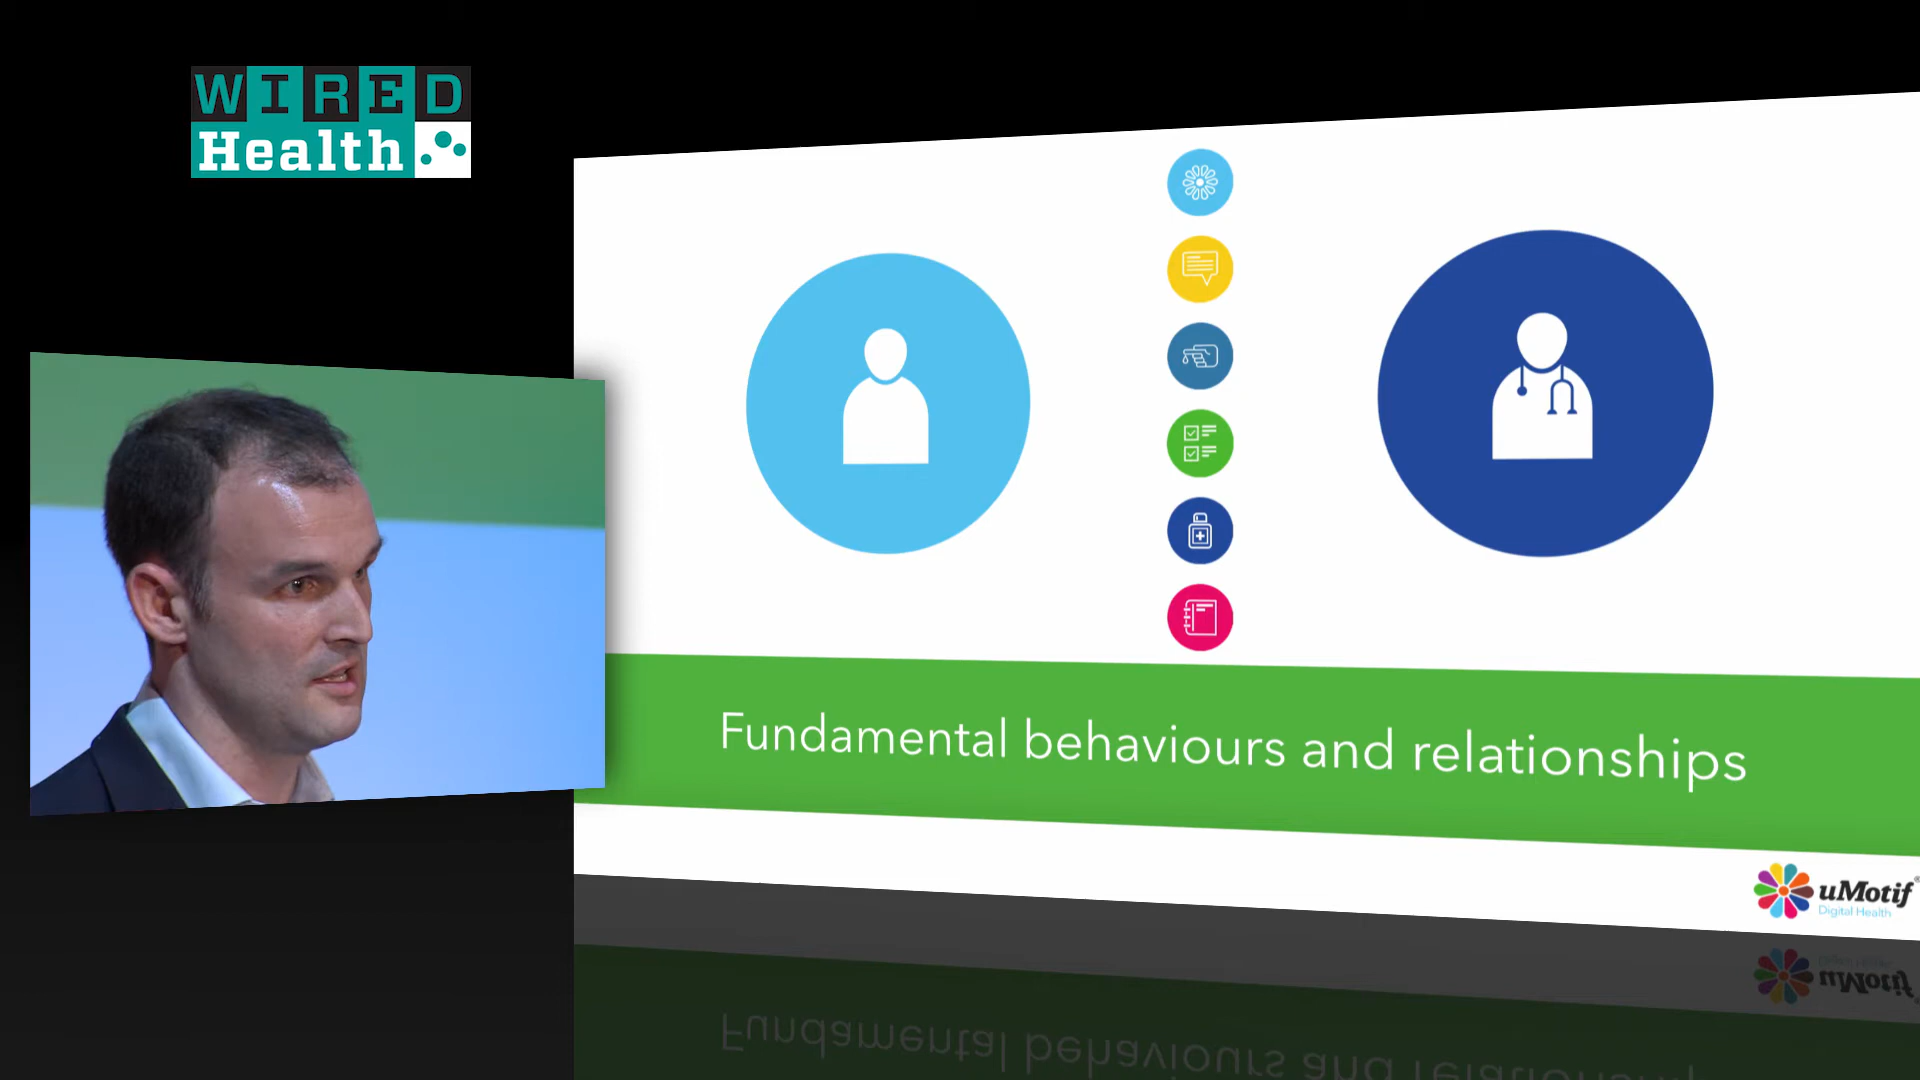 WIRED
Health
Fundamental behaviours and relationships
uMotif
Digital Health